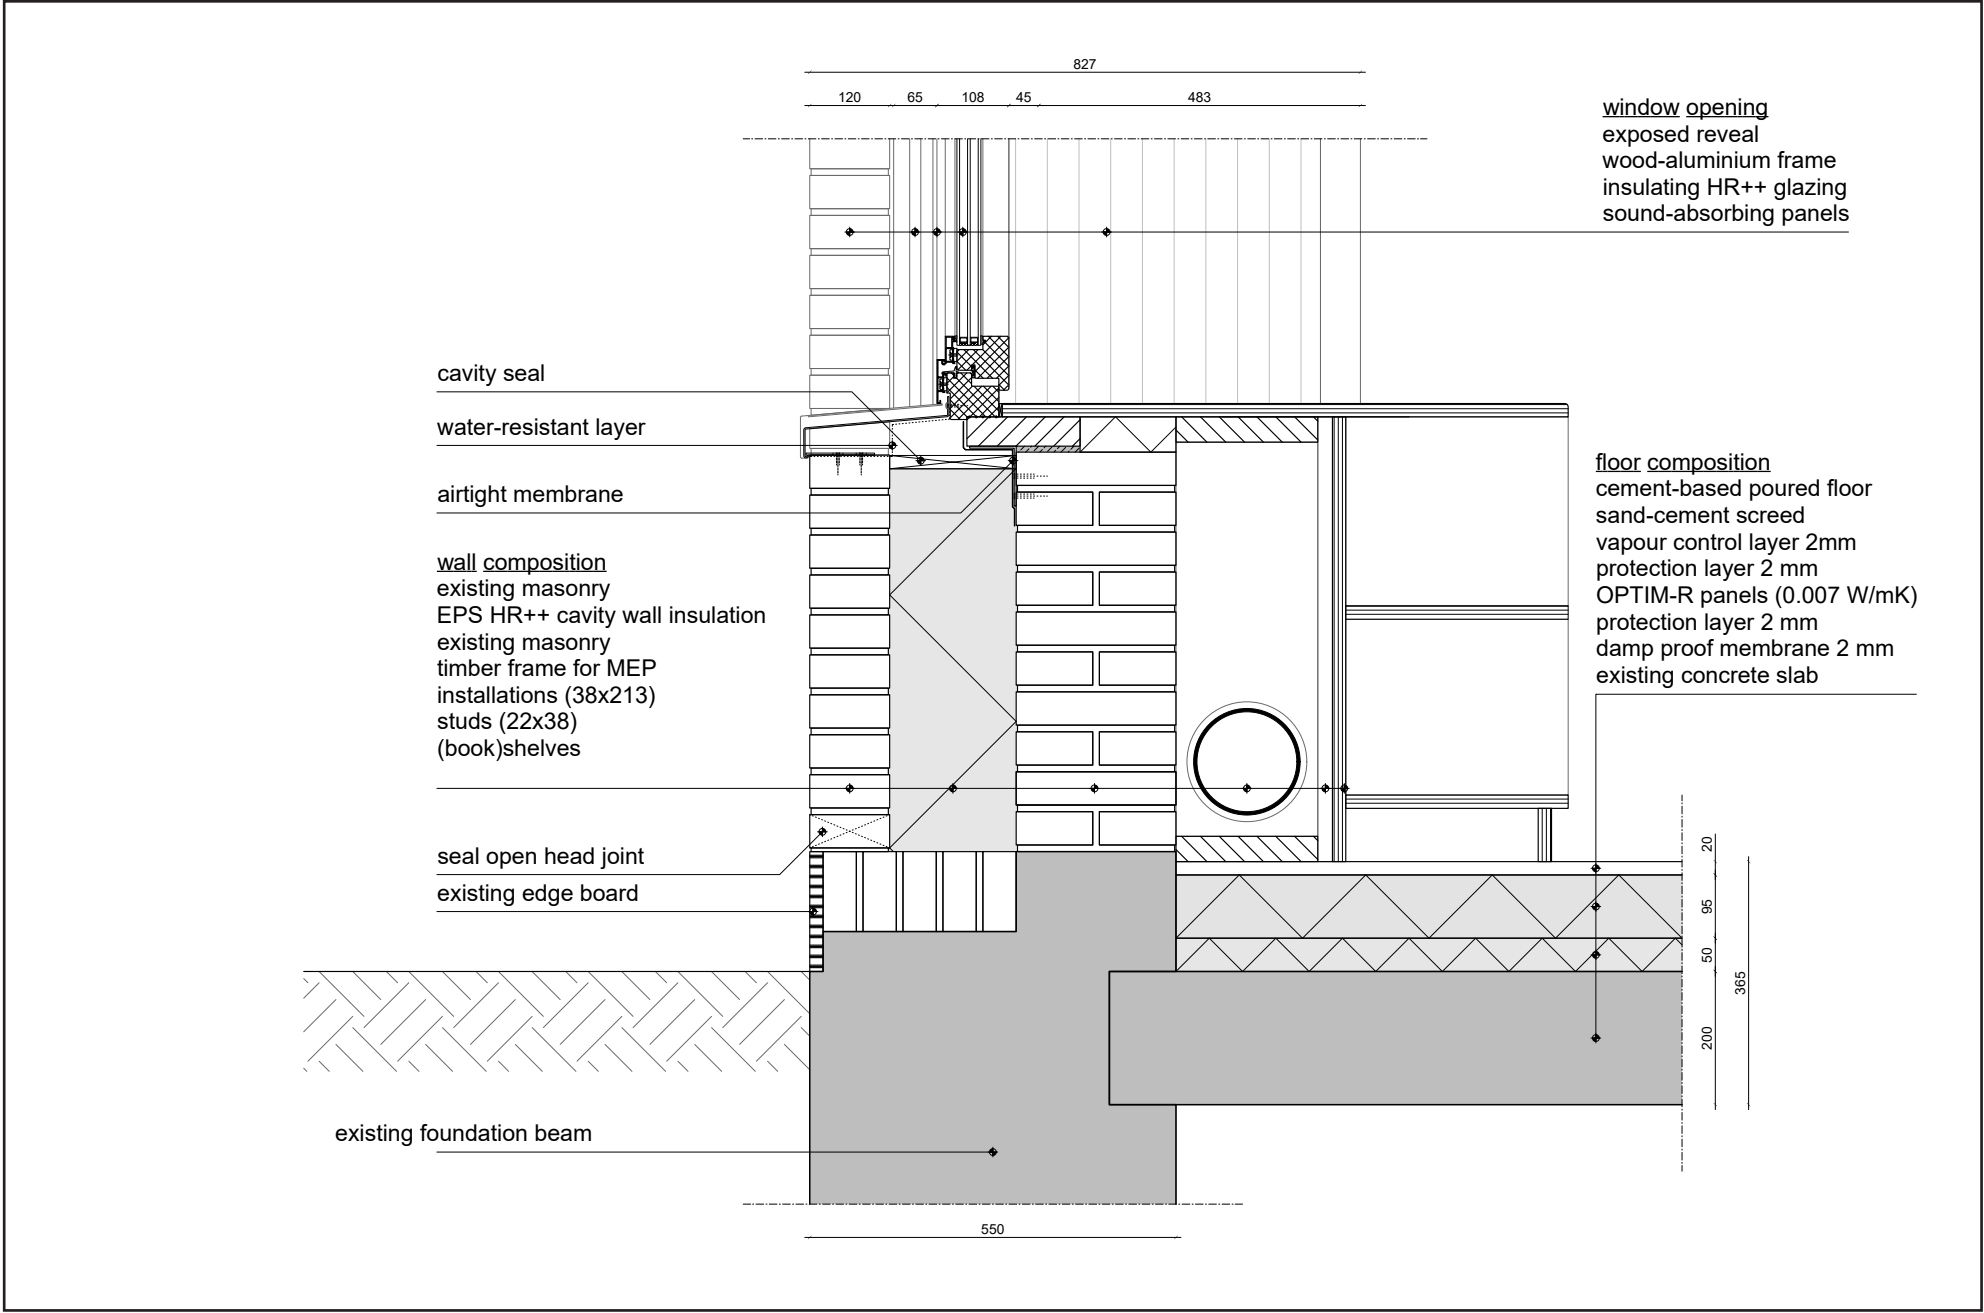 827
120 65 108 45 483
window opening
exposed reveal
wood-aluminium frame
insulating HR++ glazing
sound-absorbing panels
cavity seal
water-resistant layer
airtight membrane
wall composition
existing masonry
EPS HR++ cavity wall insulation
existing masonry
timber frame for MEP
installations (38x213)
studs (22x38)
(book)shelves
seal open head joint
existing edge board
existing foundation beam
floor composition
cement-based poured floor
sand-cement screed
vapour control layer 2mm
protection layer 2 mm
OPTIM-R panels (0.007 W/mK)
protection layer 2 mm
damp proof membrane 2 mm
existing concrete slab
20
95
50
200
365
550